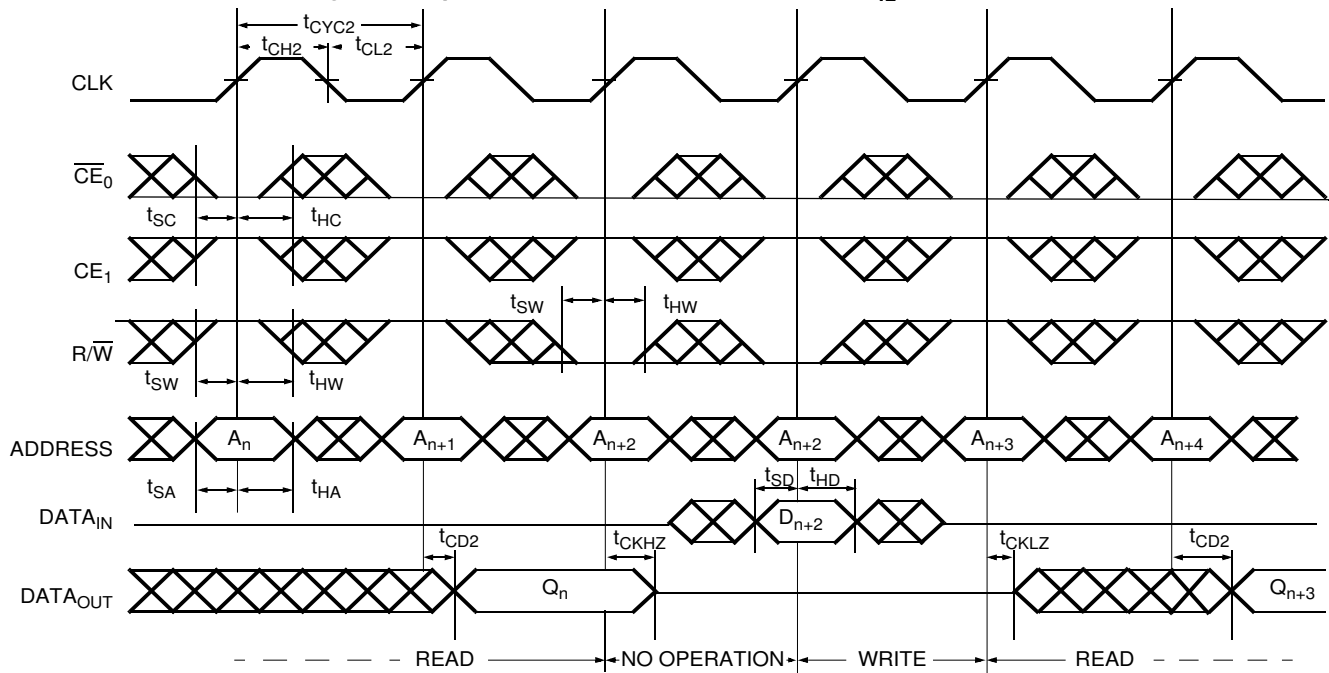 tCYC2
tCH2 tCL2
CLK
CE0
tSC tHC
CE1
tSW tHW
R/W
tSW tHW
An An+1 An+2 An+2 An+3 An+4
ADDRESS
tSA tHA tSD tHD
DATAIN Dn+2
tCD2 tCKHZ tCKLZ tCD2
DATAOUT Qn Qn+3
READ NO OPERATION WRITE READ